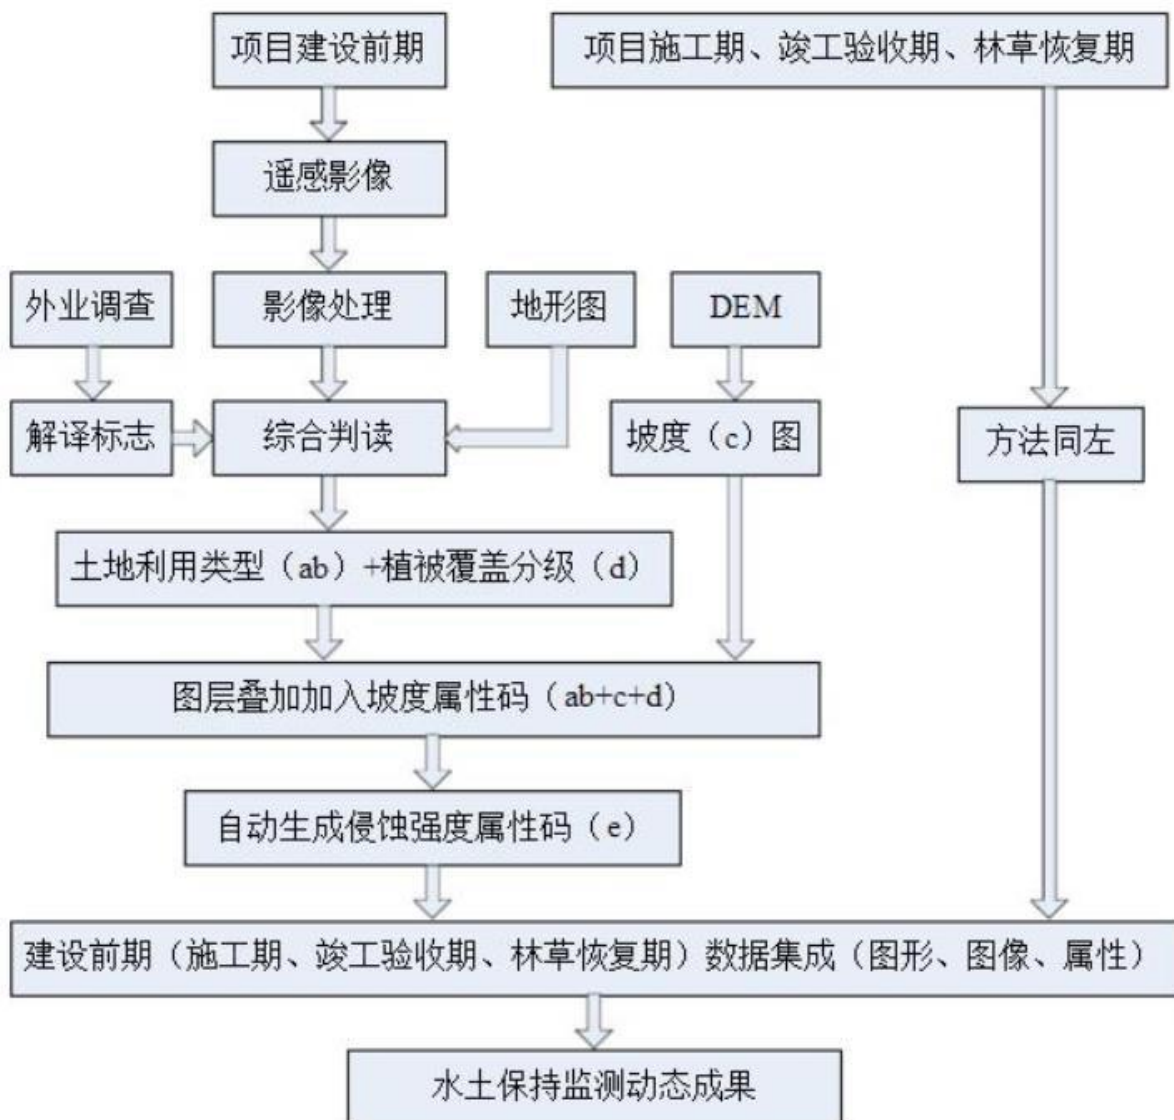 项目建设前期
项目施工期、竣工验收期、林草恢复期
遥感影像
外业调查
影像处理
地形图
DEM
解译标志
综合判读
坡度（c）图
方法同左
土地利用类型（ab）+植被覆盖分级（d）
图层叠加加入坡度属性码（ab+c+d）
自动生成侵蚀强度属性码（e）
建设前期（施工期、竣工验收期、林草恢复期）数据集成（图形、图像、属性）
水土保持监测动态成果